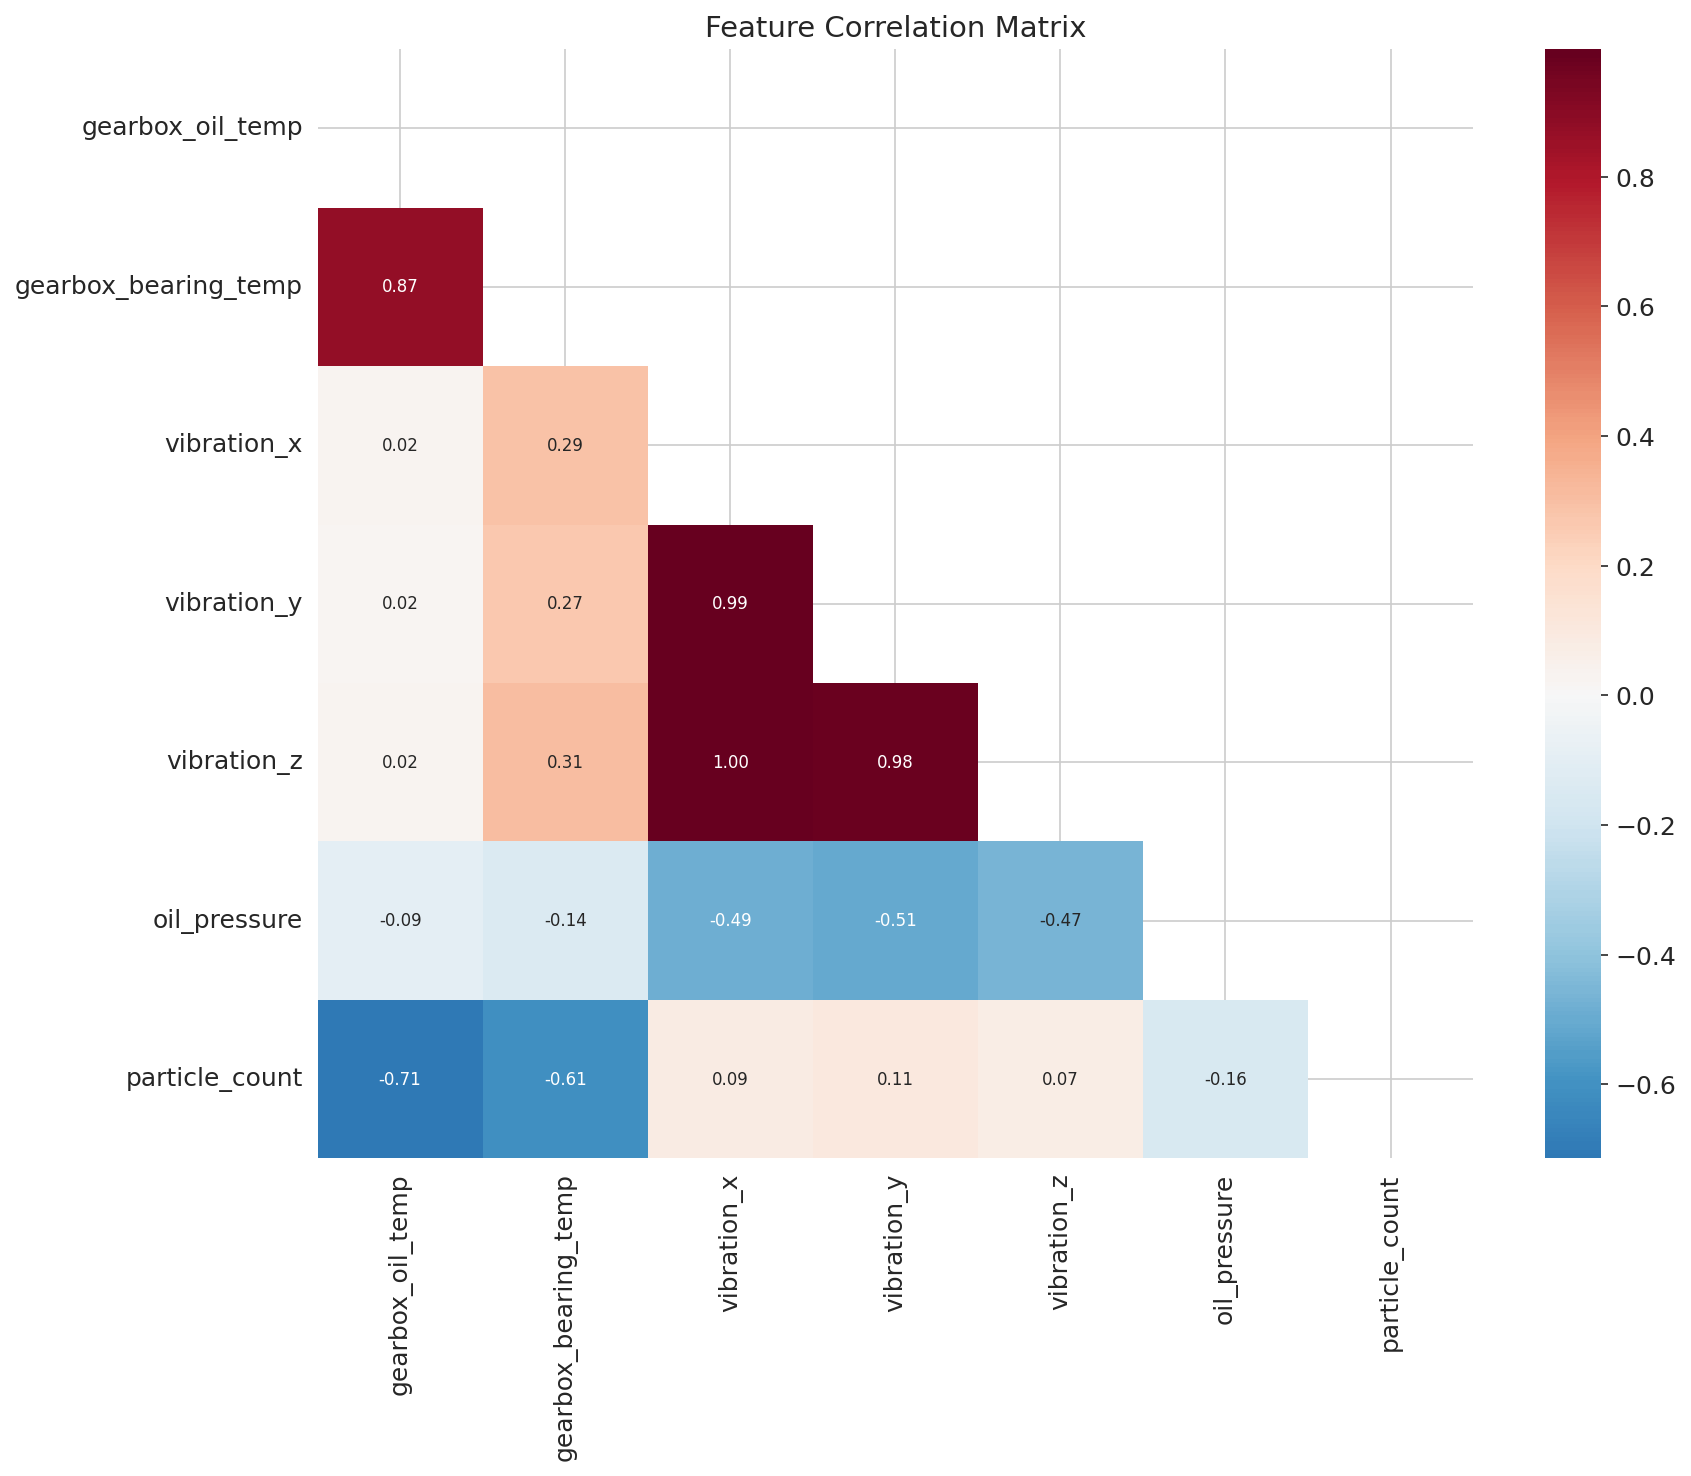 Feature Correlation Matrix
gearbox_oil_temp
gearbox_bearing_temp 0.87
vibration_x 0.02 0.29
vibration_y 0.02 0.27 0.99
vibration_z 0.02 0.31 1.00 0.98
oil_pressure -0.09 -0.14 -0.49 -0.51 -0.47
particle_count -0.71 -0.61 0.09 0.11 0.07 -0.16
gearbox_oil_temp
gearbox_bearing_temp
vibration_x
vibration_y
vibration_z
oil_pressure
particle_count
0.8
0.6
0.4
0.2
0.0
−0.2
−0.4
−0.6